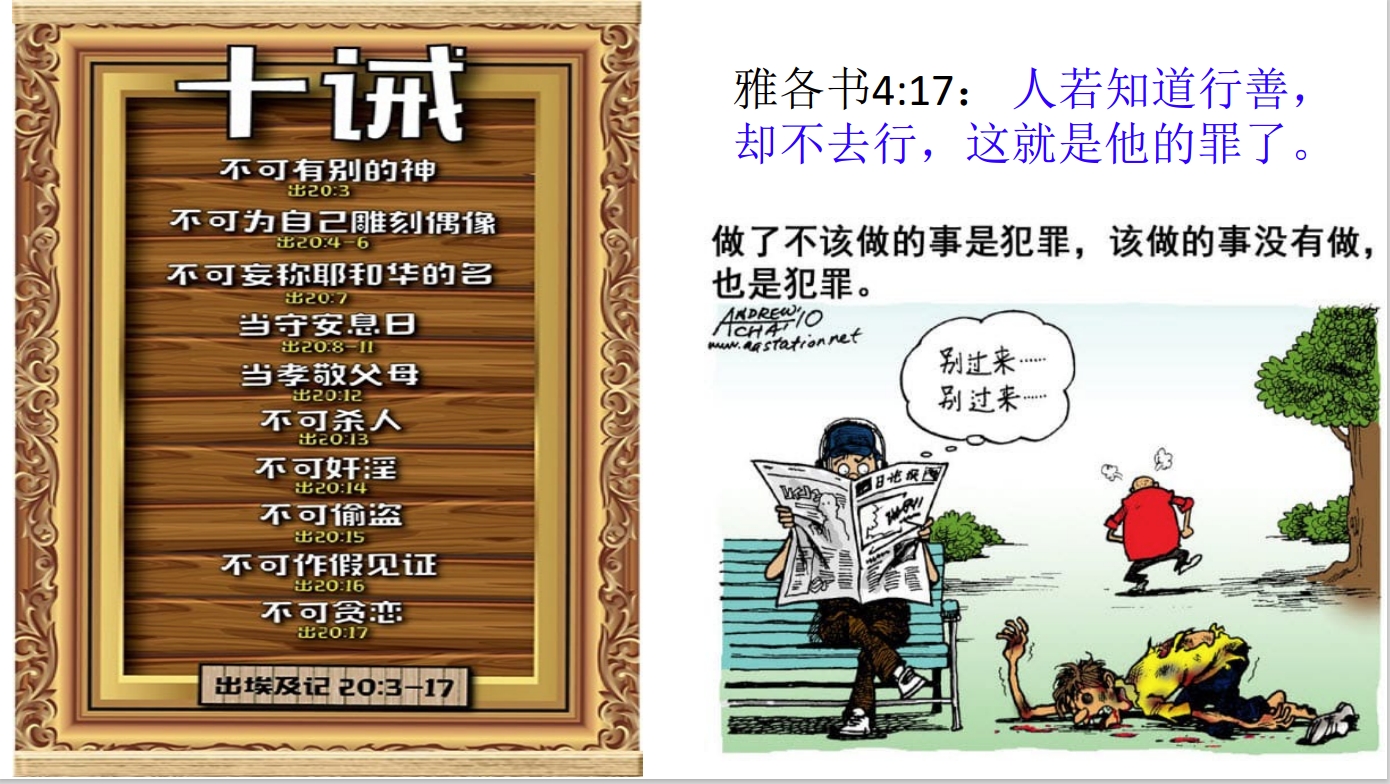 十诫
不可有别的神
出20:3
不可为自己雕刻偶像
出20:4-6
不可妄称耶和华的名
出20:7
当守安息日
出20:8-11
当孝敬父母
出20:12
不可杀人
出20:13
不可奸淫
出20:14
不可偷盗
出20:15
不可作假见证
出20:16
不可贪恋
出20:17
出埃及记 20:3-17
雅各书4:17： 人若知道行善，
却不去行，这就是他的罪了。
做了不该做的事是犯罪，该做的事没有做，
也是犯罪。
ANDREW
CHAI '10
www.aastation.net
别过来……
别过来……